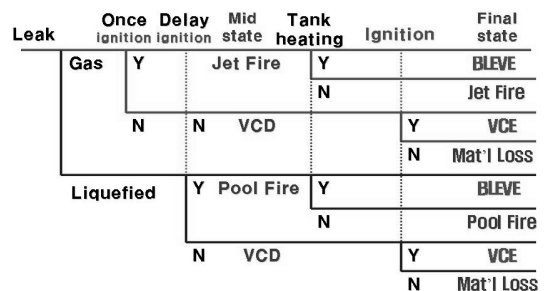 Leak Once ignition Delay ignition Mid state Tank heating Ignition Final state
Gas Y Jet Fire Y BLEVE
N Jet Fire
N N VCD Y VCE
N Mat'l Loss
Liquefied Y Pool Fire Y BLEVE
N Pool Fire
N VCD Y VCE
N Mat'l Loss